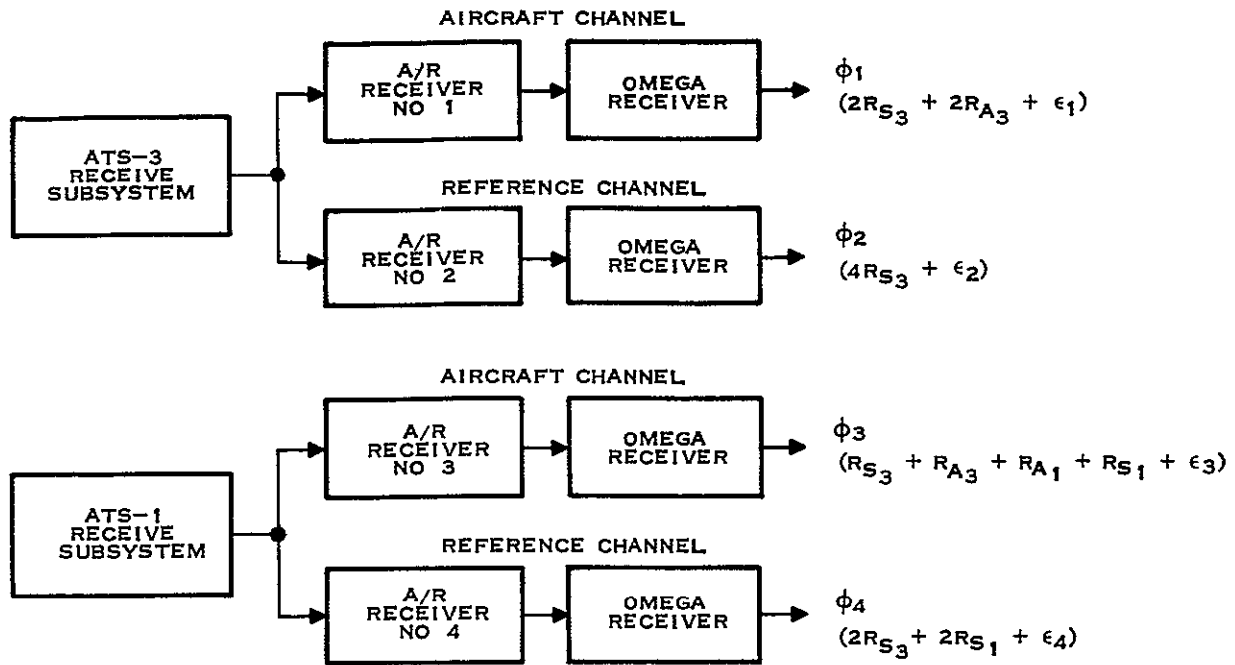 AIRCRAFT CHANNEL
ATS-3
RECEIVE
SUBSYSTEM
A/R
RECEIVER
NO 1
OMEGA
RECEIVER
ϕ1
(2RS3 + 2RA3 + ϵ1)
REFERENCE CHANNEL
A/R
RECEIVER
NO 2
OMEGA
RECEIVER
ϕ2
(4RS3 + ϵ2)
AIRCRAFT CHANNEL
ATS-1
RECEIVE
SUBSYSTEM
A/R
RECEIVER
NO 3
OMEGA
RECEIVER
ϕ3
(RS3 + RA3 + RA1 + RS1 + ϵ3)
REFERENCE CHANNEL
A/R
RECEIVER
NO 4
OMEGA
RECEIVER
ϕ4
(2RS3 + 2RS1 + ϵ4)